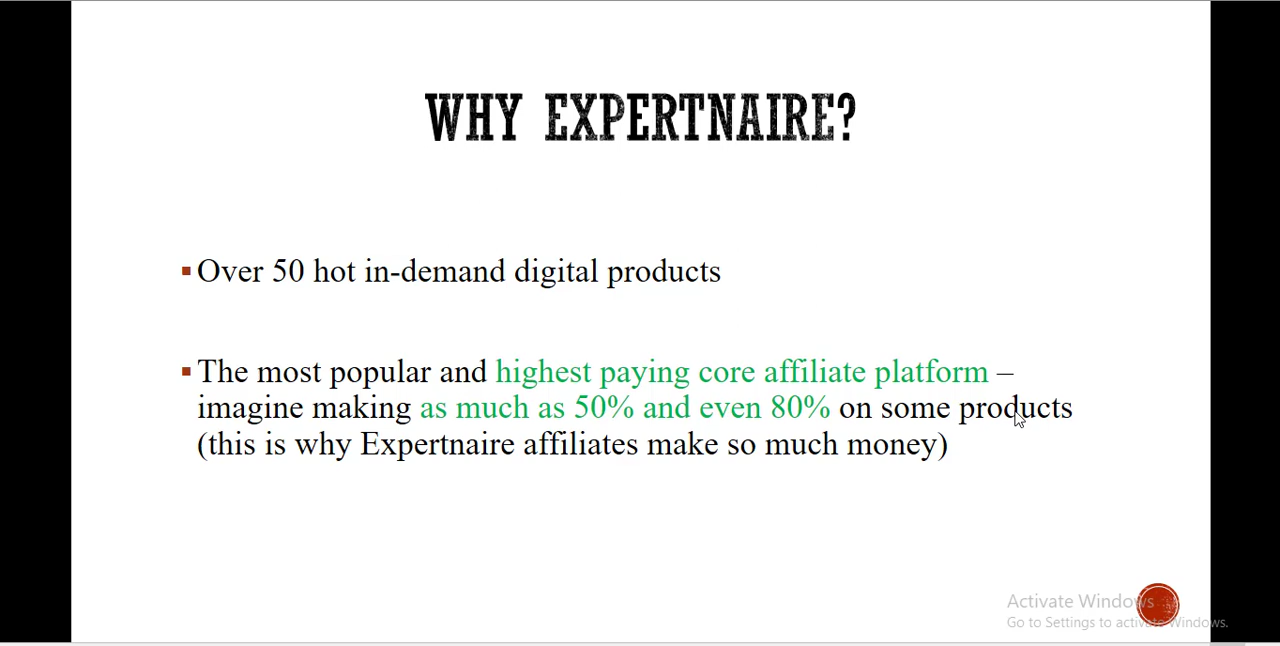 WHY EXPERTNAIRE?
Over 50 hot in-demand digital products
The most popular and highest paying core affiliate platform –
imagine making as much as 50% and even 80% on some products
(this is why Expertnaire affiliates make so much money)
Activate Windows
Go to Settings to activate Windows.